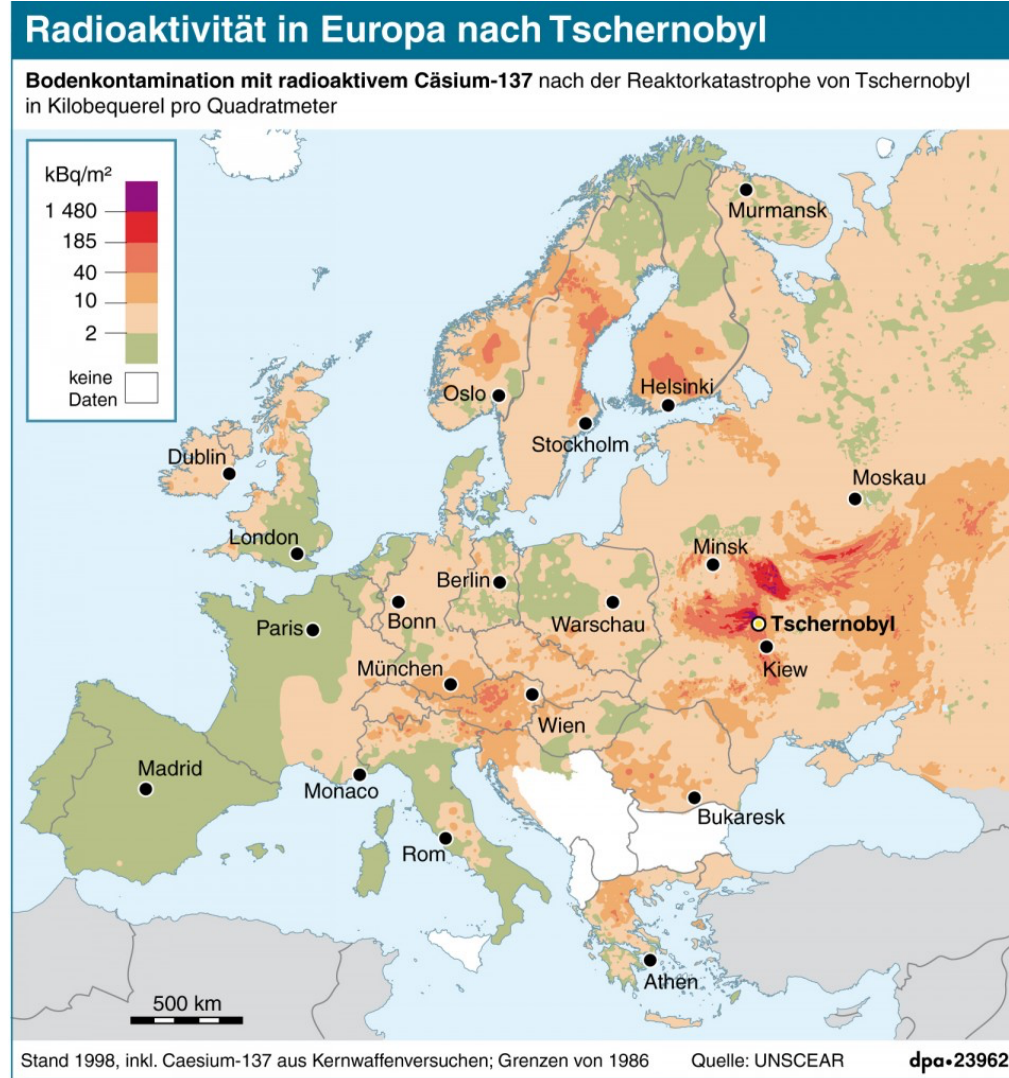 Radioaktivität in Europa nach Tschernobyl
Bodenkontamination mit radioaktivem Cäsium-137 nach der Reaktorkatastrophe von Tschernobyl
in Kilobequerel pro Quadratmeter
kBq/m²
1 480
185
40
10
2
keine
Daten
Murmansk
Oslo
Helsinki
Stockholm
Dublin
Moskau
London
Minsk
Berlin
Bonn
Warschau
Tschernobyl
Paris
Kiew
München
Wien
Madrid
Monaco
Bukaresk
Rom
Athen
500 km
Stand 1998, inkl. Caesium-137 aus Kernwaffenversuchen; Grenzen von 1986 Quelle: UNSCEAR dpa•23962